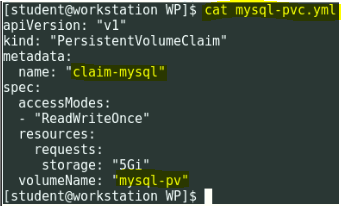 [student@workstation WP]$ cat mysql-pvc.yml
apiVersion: "v1"
kind: "PersistentVolumeClaim"
metadata:
  name: "claim-mysql"
spec:
  accessModes:
  - "ReadWriteOnce"
  resources:
    requests:
     storage: "5Gi"
  volumeName: "mysql-pv"
[student@workstation WP]$